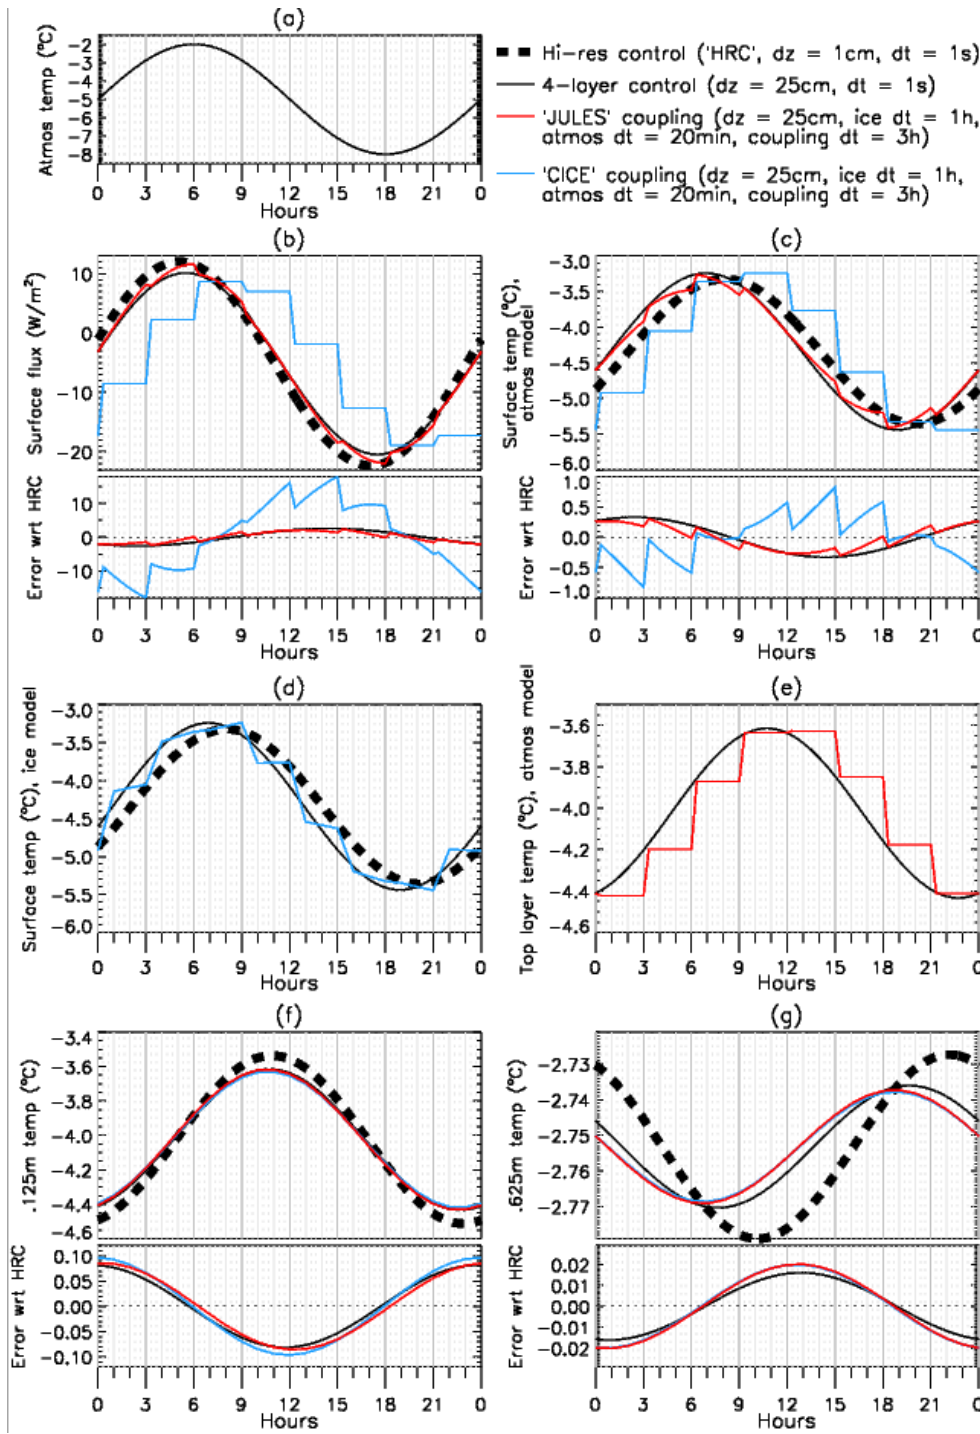 (a)
Atmos temp (°C)
-2
-3
-4
-5
-6
-7
-8
0 3 6 9 12 15 18 21 0
Hours
Hi-res control ('HRC', dz = 1cm, dt = 1s)
4-layer control (dz = 25cm, dt = 1s)
'JULES' coupling (dz = 25cm, ice dt = 1h,
atmos dt = 20min, coupling dt = 3h)
'CICE' coupling (dz = 25cm, ice dt = 1h,
atmos dt = 20min, coupling dt = 3h)
(b)
Surface flux (W/m²)
10
0
-10
-20
Error wrt HRC
10
0
-10
0 3 6 9 12 15 18 21 0
Hours
(c)
Surface temp (°C),
atmos model
-3.0
-3.5
-4.0
-4.5
-5.0
-5.5
-6.0
Error wrt HRC
1.0
0.5
0.0
-0.5
-1.0
0 3 6 9 12 15 18 21 0
Hours
(d)
Surface temp (°C), ice model
-3.0
-3.5
-4.0
-4.5
-5.0
-5.5
-6.0
0 3 6 9 12 15 18 21 0
Hours
(e)
Top layer temp (°C), atmos model
-3.6
-3.8
-4.0
-4.2
-4.4
-4.6
0 3 6 9 12 15 18 21 0
Hours
(f)
.125m temp (°C)
-3.4
-3.6
-3.8
-4.0
-4.2
-4.4
-4.6
Error wrt HRC
0.10
0.05
0.00
-0.05
-0.10
0 3 6 9 12 15 18 21 0
Hours
(g)
.625m temp (°C)
-2.73
-2.74
-2.75
-2.76
-2.77
Error wrt HRC
0.02
0.01
0.00
-0.01
-0.02
0 3 6 9 12 15 18 21 0
Hours